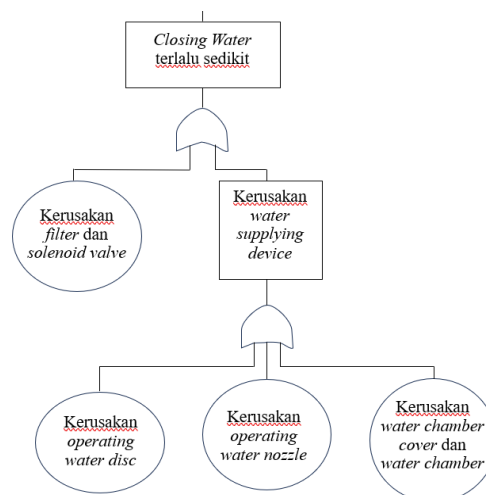 Closing Water
terlalu sedikit
Kerusakan
filter dan
solenoid valve
Kerusakan
water
supplying
device
Kerusakan
operating
water disc
Kerusakan
operating
water nozzle
Kerusakan
water chamber
cover dan
water chamber